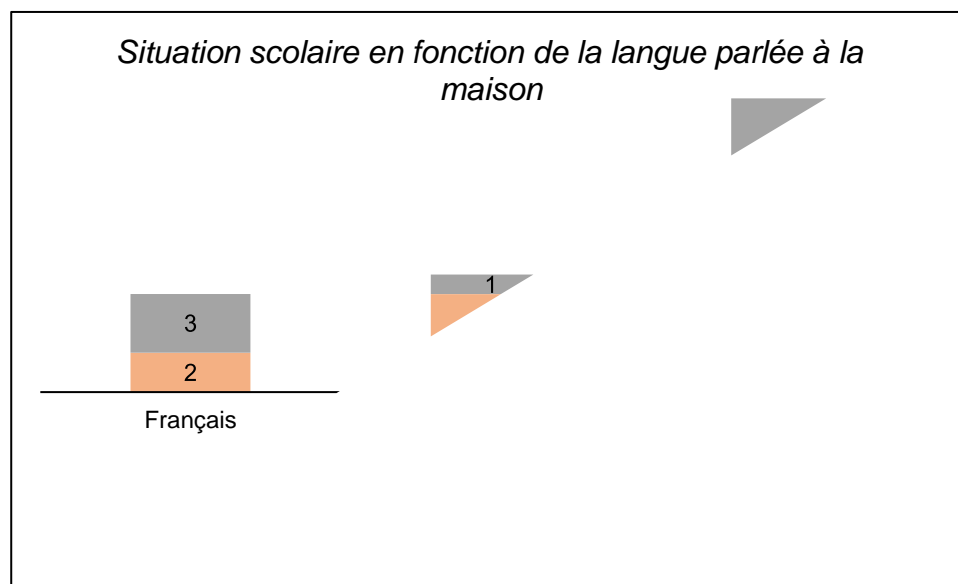 Situation scolaire en fonction de la langue parlée à la
maison
1
3
2
Français